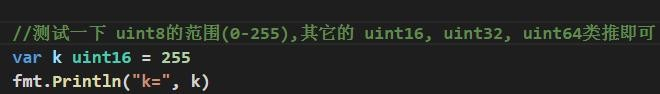 //测试一下 uint8的范围(0-255),其它的 uint16, uint32, uint64类推即可
var k uint16 = 255
fmt.Println("k=", k)